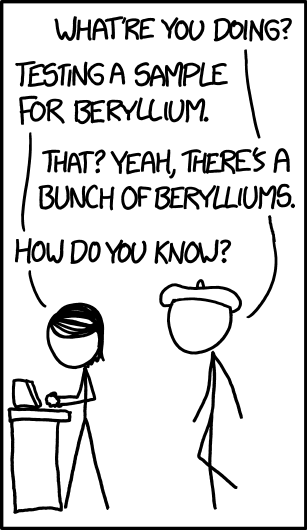 WHAT'RE YOU DOING?
TESTING A SAMPLE
FOR BERYLLIUM.
THAT? YEAH, THERE'S A
BUNCH OF BERYLLIUMS.
HOW DO YOU KNOW?